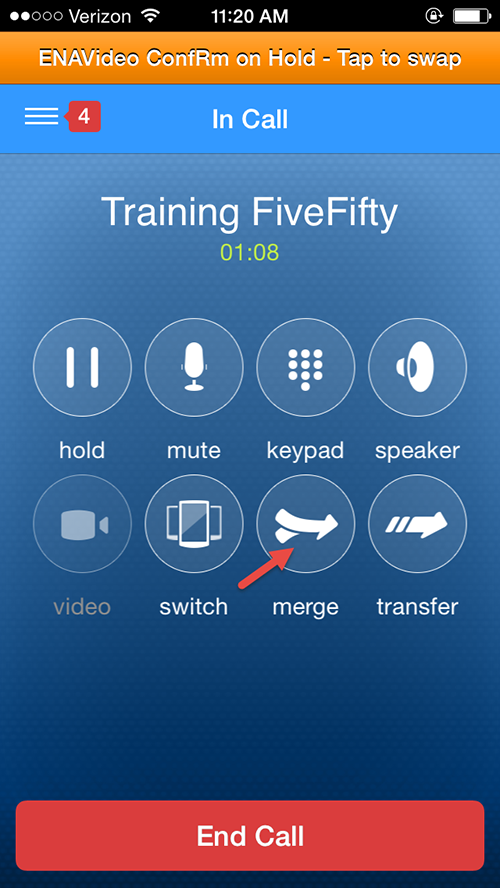 Verizon 11:20 AM
ENAVideo ConfRm on Hold - Tap to swap
4 In Call
Training FiveFifty
01:08
hold mute keypad speaker
video switch merge transfer
End Call